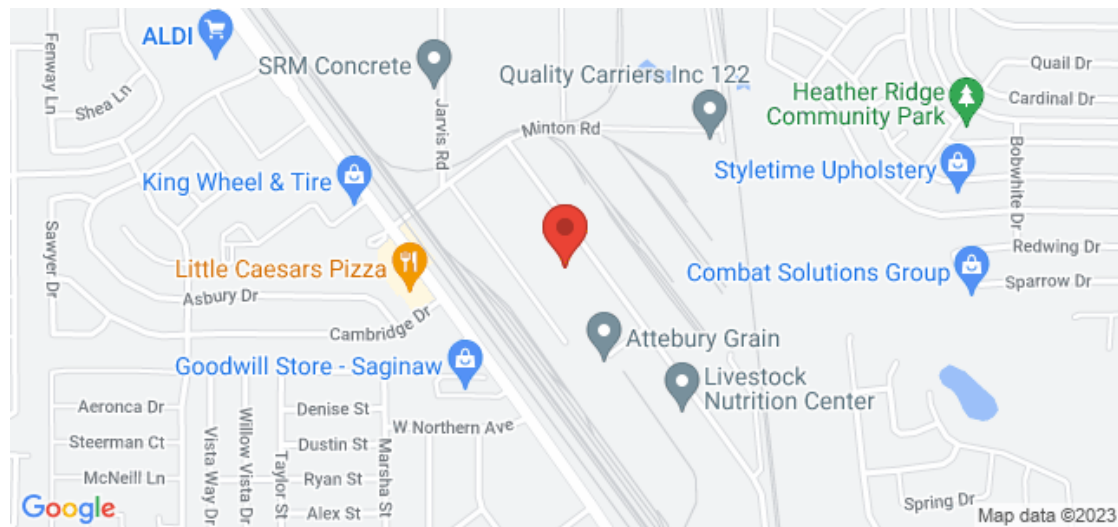 ALDI
Fenway Ln
Shea Ln
SRM Concrete
Jarvis Rd
Quality Carriers Inc 122
Minton Rd
Heather Ridge
Community Park
Quail Dr
Cardinal Dr
Bobwhite Dr
King Wheel & Tire
Styletime Upholstery
Sawyer Dr
Little Caesars Pizza
Asbury Dr
Cambridge Dr
Redwing Dr
Combat Solutions Group
Sparrow Dr
Attebury Grain
Goodwill Store - Saginaw
Livestock
Nutrition Center
Aeronca Dr
Denise St
Steerman Ct
Dustin St
W Northern Ave
McNeill Ln
Vista Way Dr
Willow Vista Dr
Taylor St
Ryan St
Marsha St
Alex St
Spring Dr
Google
Map data ©2023